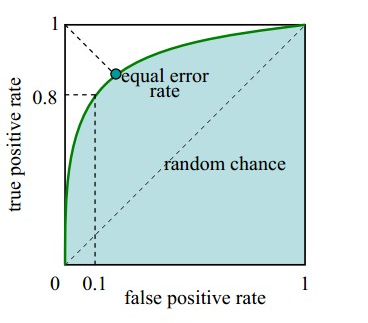 1
equal error
rate
0.8
true positive rate
random chance
0
0.1
1
false positive rate